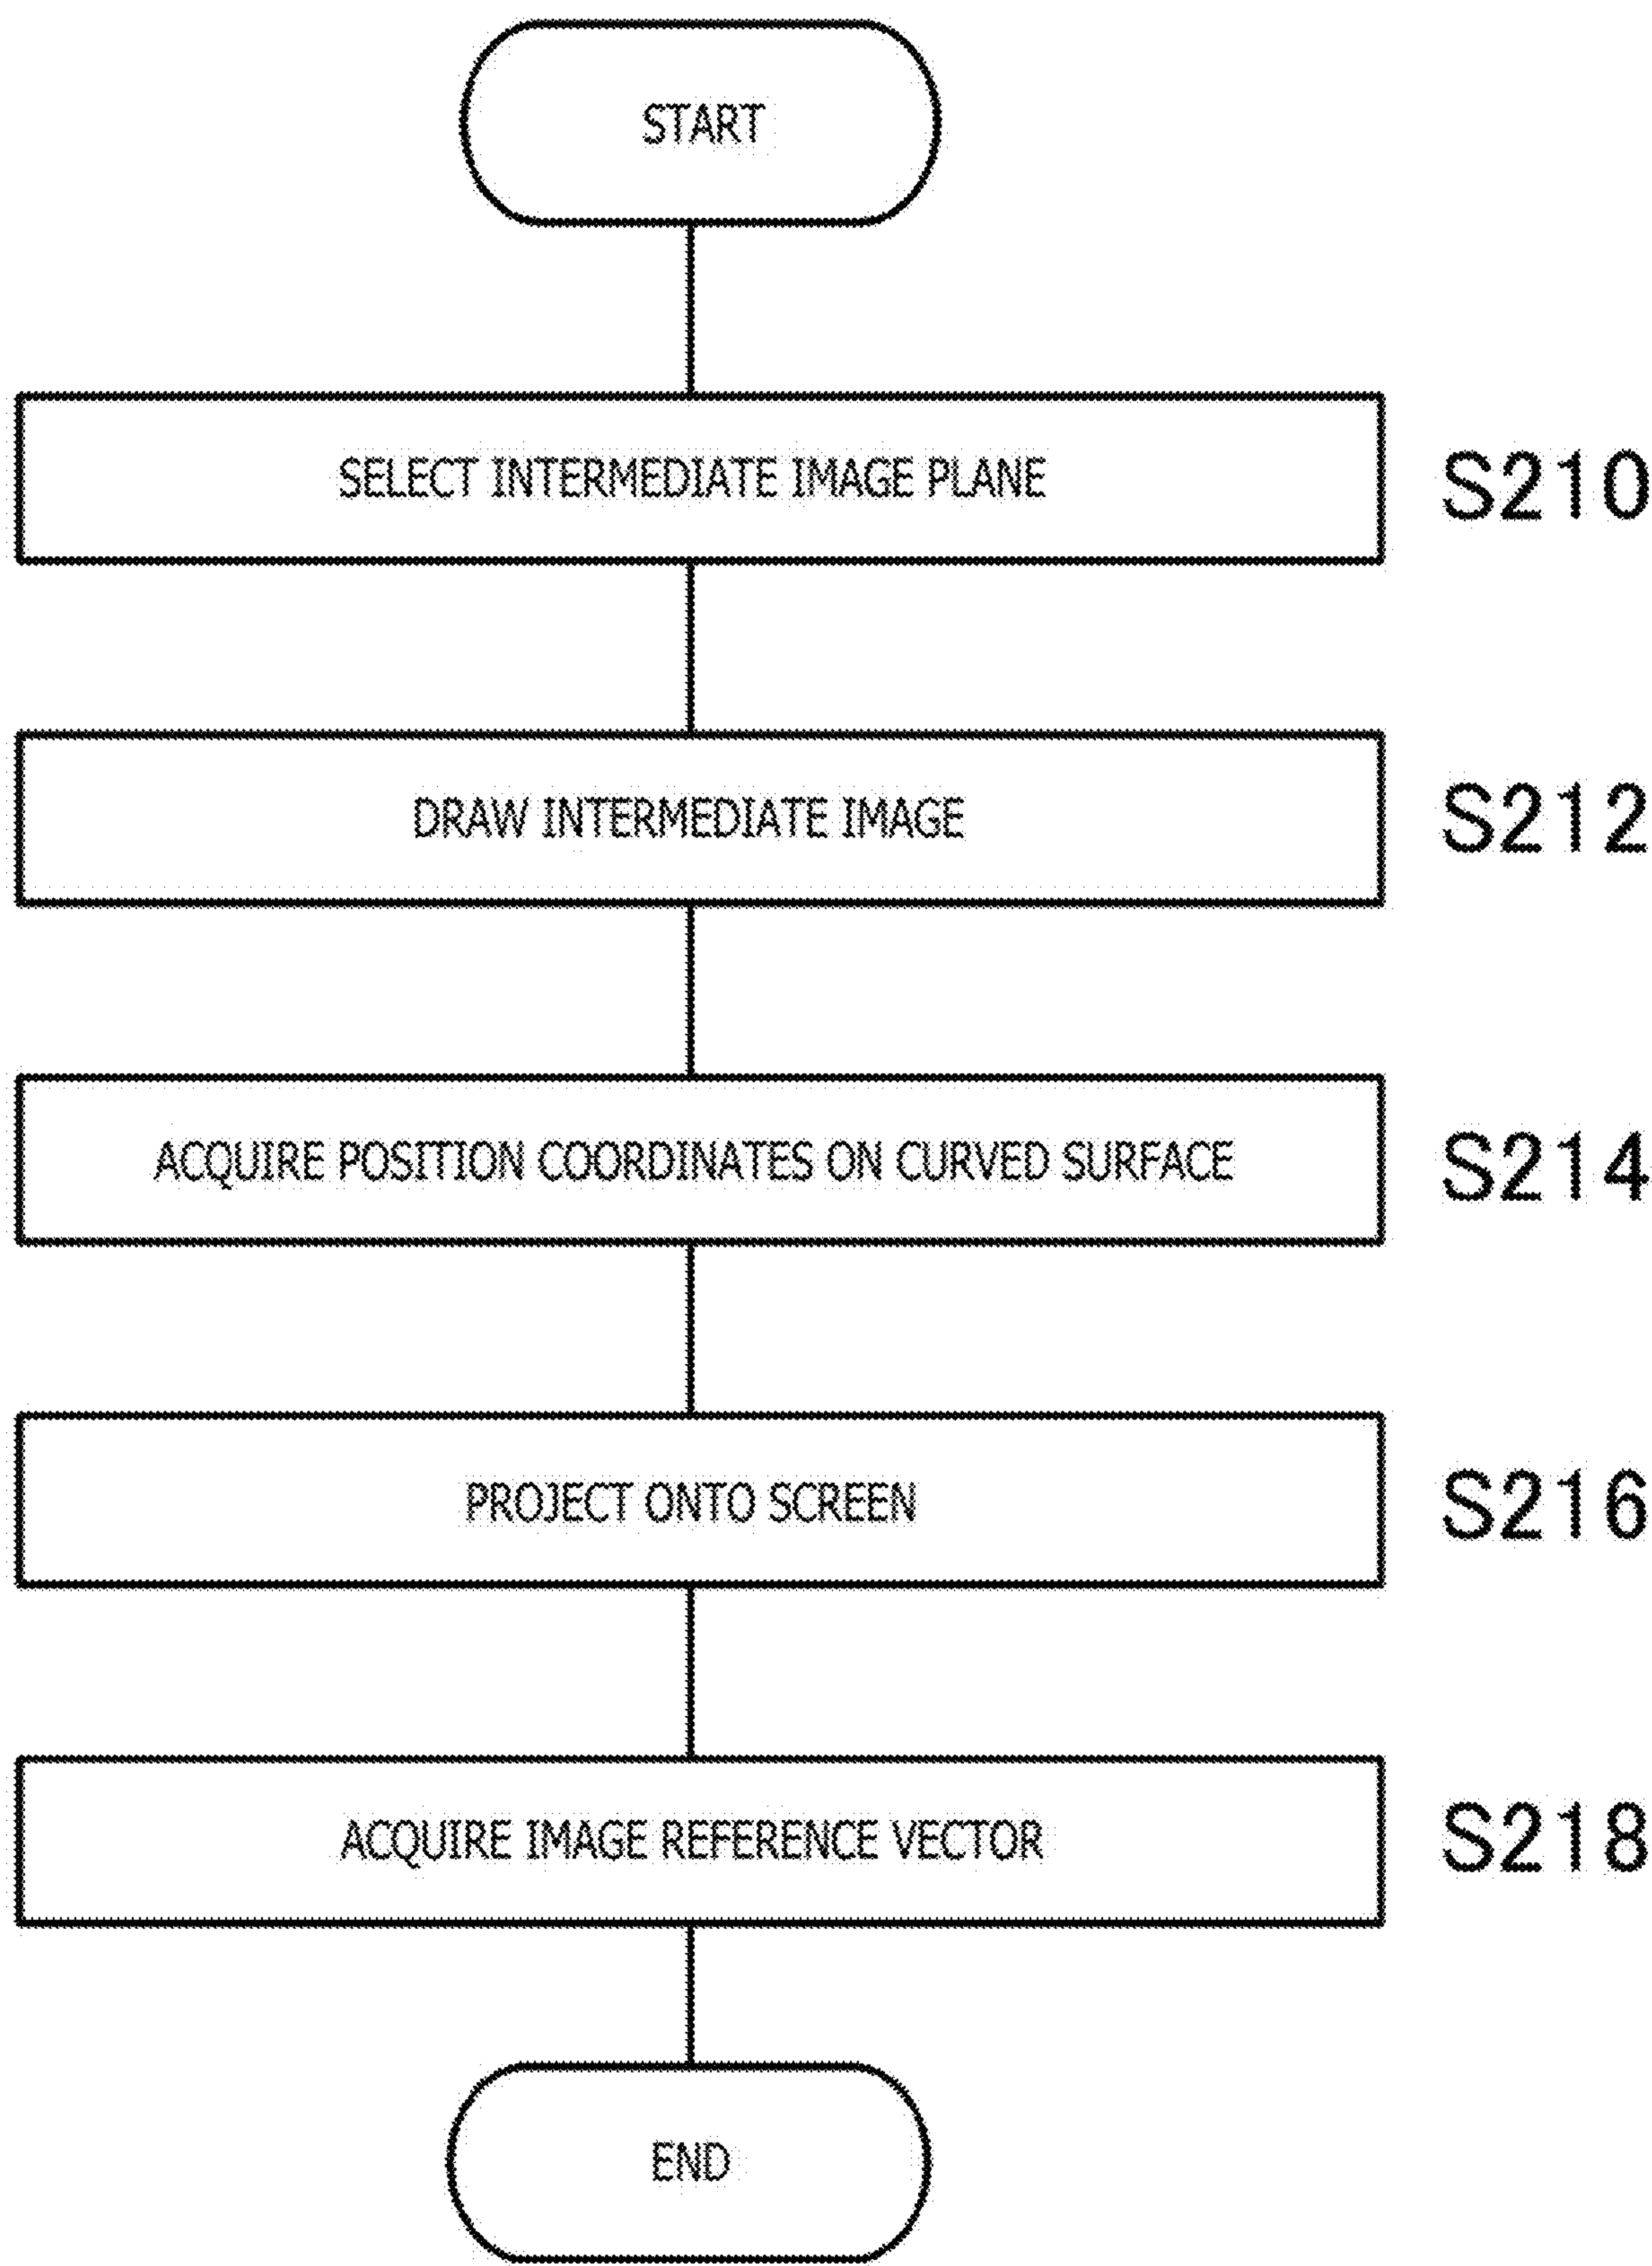 START
SELECT INTERMEDIATE IMAGE PLANE S210
DRAW INTERMEDIATE IMAGE S212
ACQUIRE POSITION COORDINATES ON CURVED SURFACE S214
PROJECT ONTO SCREEN S216
ACQUIRE IMAGE REFERENCE VECTOR S218
END